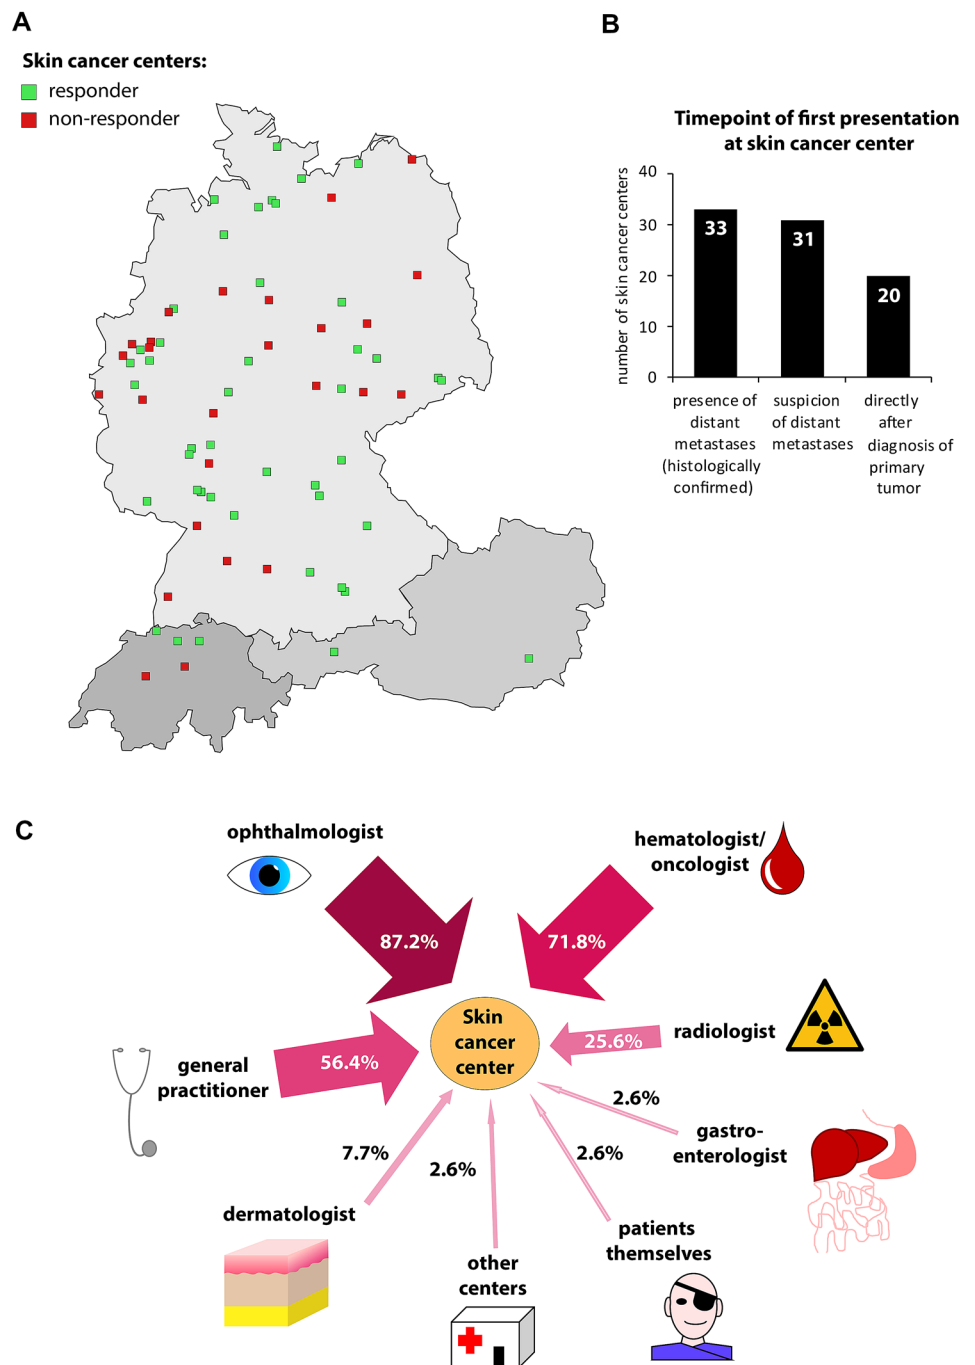 A
Skin cancer centers:
responder
non-responder
B
Timepoint of first presentation
at skin cancer center
number of skin cancer centers
40
30
20
10
0
33
31
20
presence of
distant
metastases
(histologically
confirmed)
suspicion
of distant
metastases
directly
after
diagnosis of
primary
tumor
C
ophthalmologist
hematologist/
oncologist
87.2%
71.8%
Skin
cancer
center
general
practitioner
56.4%
25.6%
radiologist
2.6%
gastro-
enterologist
7.7%
2.6%
2.6%
dermatologist
other
centers
patients
themselves